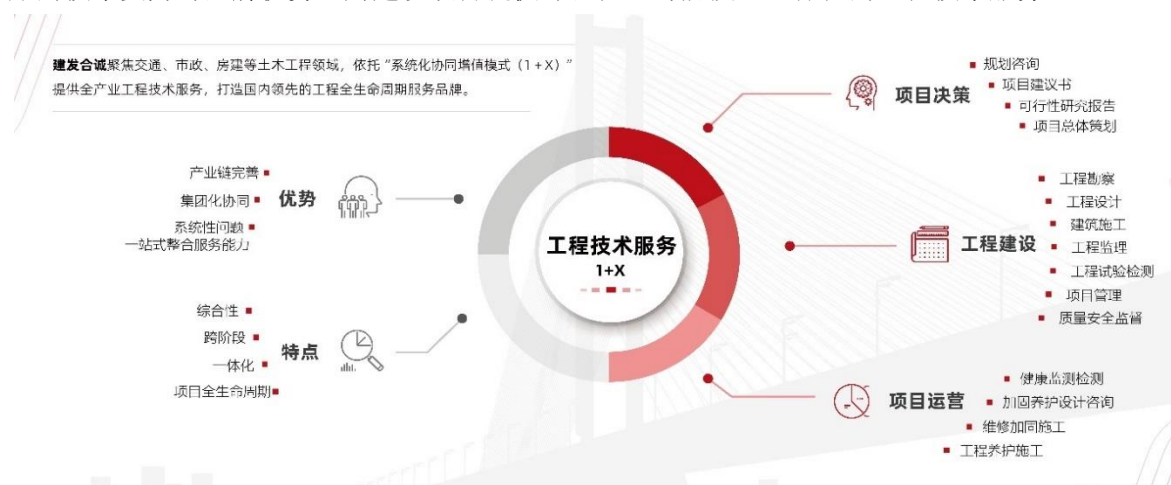 建发合诚聚焦交通、市政、房建等土木工程领域，依托“系统化协同增值模式（1+X）”
提供全产业工程技术服务，打造国内领先的工程全生命周期服务品牌。
产业链完善
集团化协同
系统性问题
一站式整合服务能力
优势
综合性
跨阶段
一体化
项目全生命周期
特点
工程技术服务
1+X
项目决策
规划咨询
项目建议书
可行性研究报告
项目总体策划
工程建设
工程勘察
工程设计
建筑施工
工程监理
工程试验检测
项目管理
质量安全监督
项目运营
健康监测检测
加固养护设计咨询
维修加固施工
工程养护施工